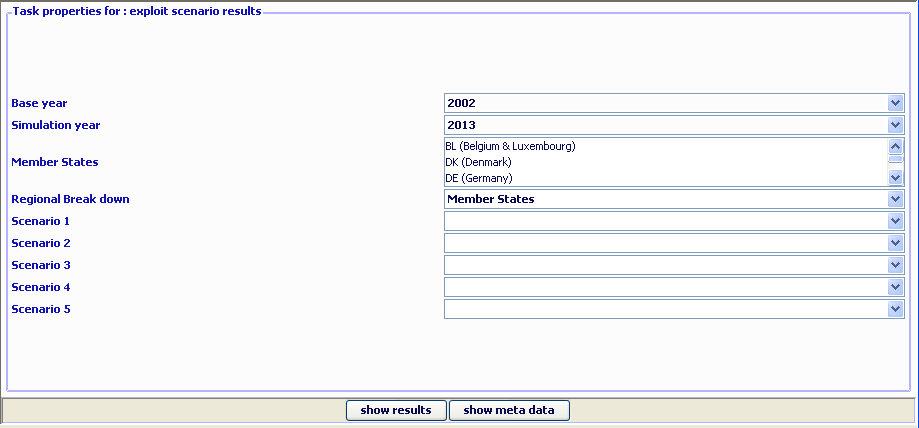 Task properties for : exploit scenario results
Base year 2002
Simulation year 2013
Member States
BL (Belgium & Luxembourg)
DK (Denmark)
DE (Germany)
Regional Break down Member States
Scenario 1
Scenario 2
Scenario 3
Scenario 4
Scenario 5
show results show meta data